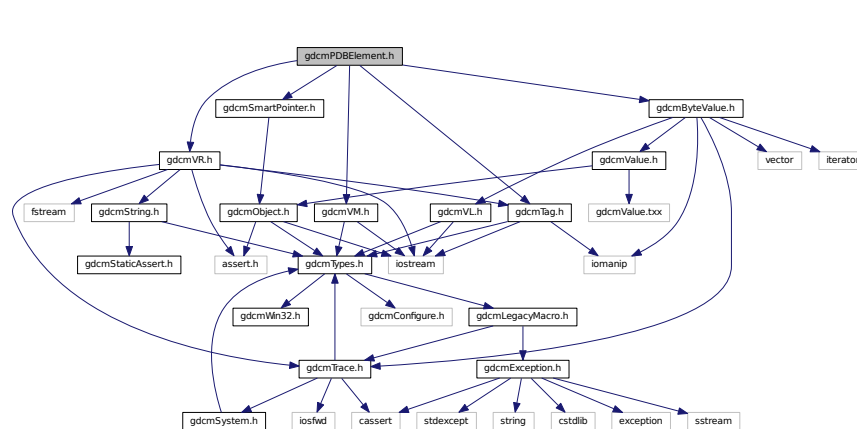 gdcmPDBElement.h
gdcmSmartPointer.h
gdcmByteValue.h
gdcmVR.h
gdcmValue.h
vector
iterator
fstream
gdcmString.h
gdcmObject.h
gdcmVM.h
gdcmVL.h
gdcmTag.h
gdcmValue.txx
gdcmStaticAssert.h
assert.h
gdcmTypes.h
iostream
iomanip
gdcmWin32.h
gdcmConfigure.h
gdcmLegacyMacro.h
gdcmTrace.h
gdcmException.h
gdcmSystem.h
iosfwd
cassert
stdexcept
string
cstdlib
exception
sstream